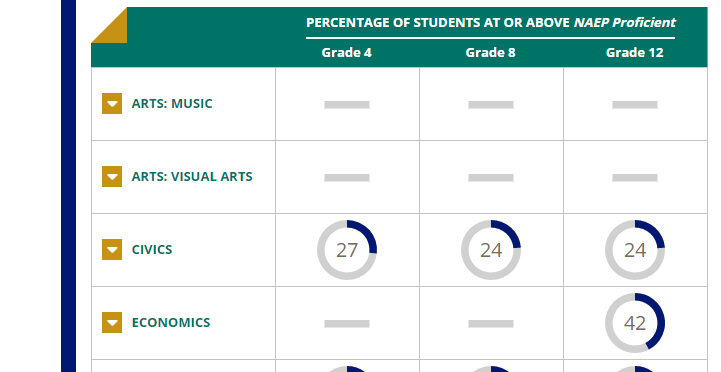 PERCENTAGE OF STUDENTS AT OR ABOVE NAEP Proficient
Grade 4 Grade 8 Grade 12
ARTS: MUSIC
ARTS: VISUAL ARTS
CIVICS 27 24 24
ECONOMICS 42